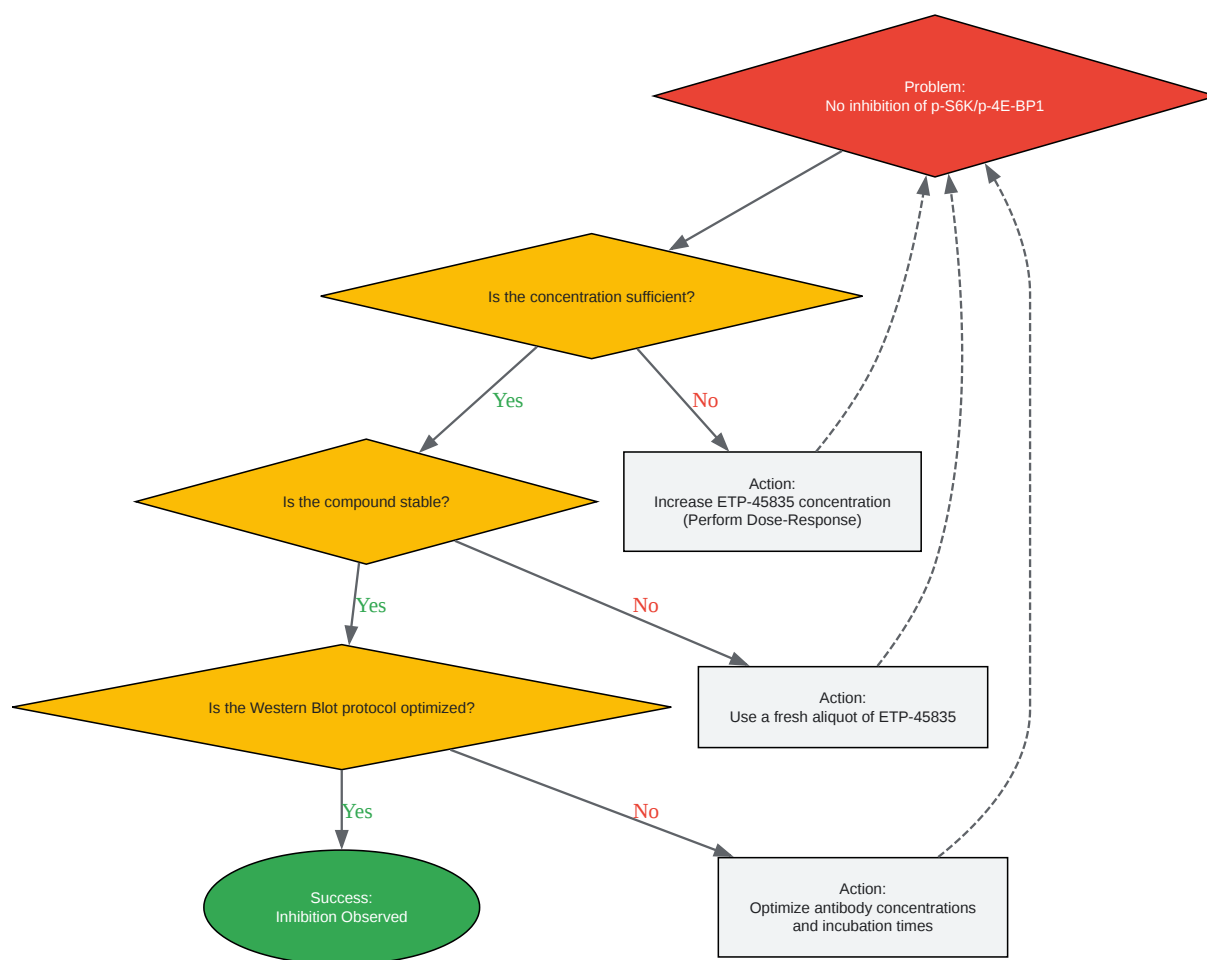 Problem:
No inhibition of p-S6K/p-4E-BP1
Is the concentration sufficient?
Yes
No
Is the compound stable?
Action:
Increase ETP-45835 concentration
(Perform Dose-Response)
Yes
No
Is the Western Blot protocol optimized?
Action:
Use a fresh aliquot of ETP-45835
Yes
No
Success:
Inhibition Observed
Action:
Optimize antibody concentrations
and incubation times